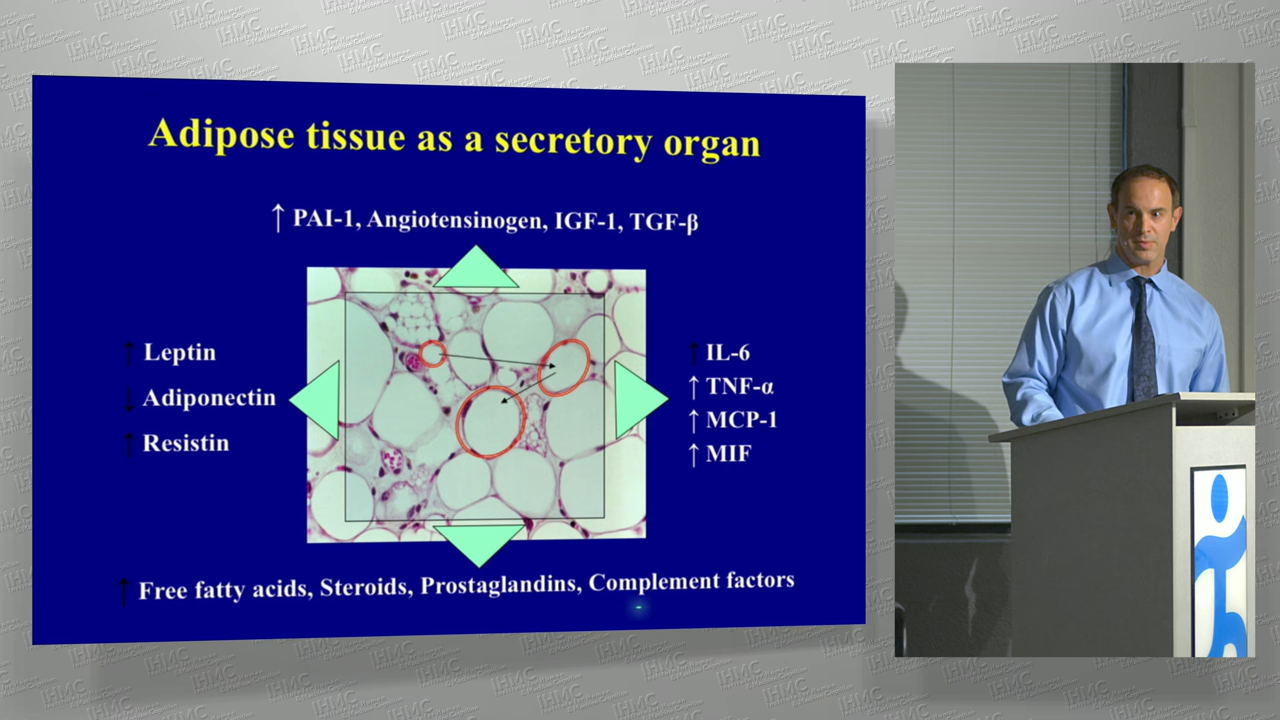 Adipose tissue as a secretory organ
↑ PAI-1, Angiotensinogen, IGF-1, TGF-β
↑ Leptin
↓ Adiponectin
↑ Resistin
↑ IL-6
↑ TNF-α
↑ MCP-1
↑ MIF
↑ Free fatty acids, Steroids, Prostaglandins, Complement factors
IHMC